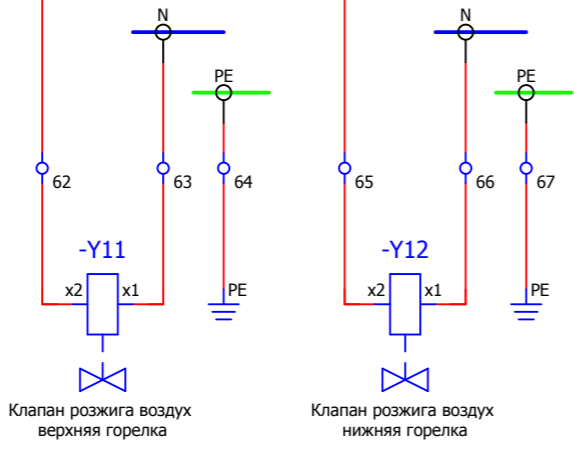 N
N
PE
PE
62
63
64
65
66
67
-Y11
-Y12
x2
x1
PE
x2
x1
PE
Клапан розжига воздух
верхняя горелка
Клапан розжига воздух
нижняя горелка